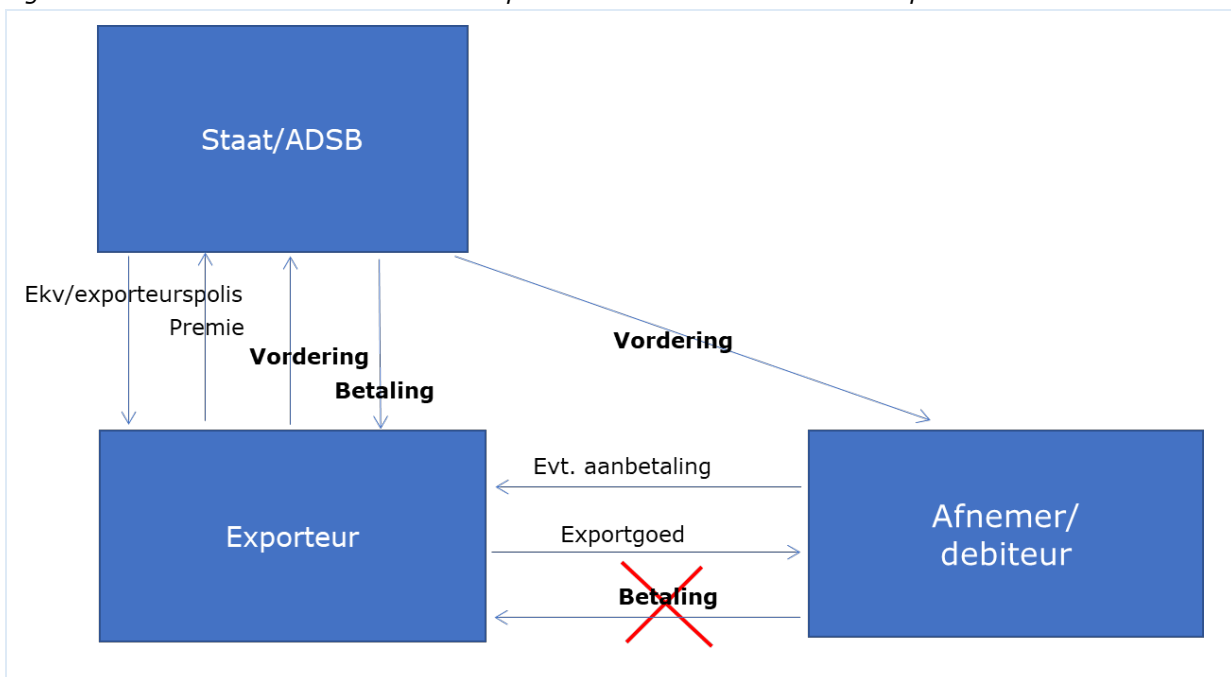 Staat/ADSB
Ekv/exporteurspolis
Premie
Vordering
Betaling
Vordering
Evt. aanbetaling
Exporteur
Exportgoed
Betaling
Afnemer/
debiteur